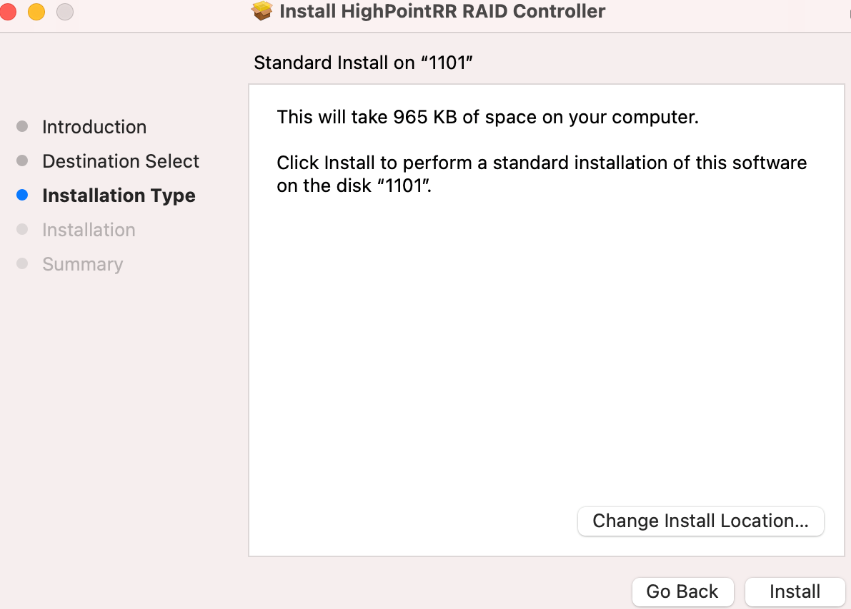 Install HighPointRR RAID Controller
Standard Install on “1101”
Introduction
Destination Select
Installation Type
Installation
Summary
This will take 965 KB of space on your computer.
Click Install to perform a standard installation of this software
on the disk “1101”.
Change Install Location...
Go Back
Install